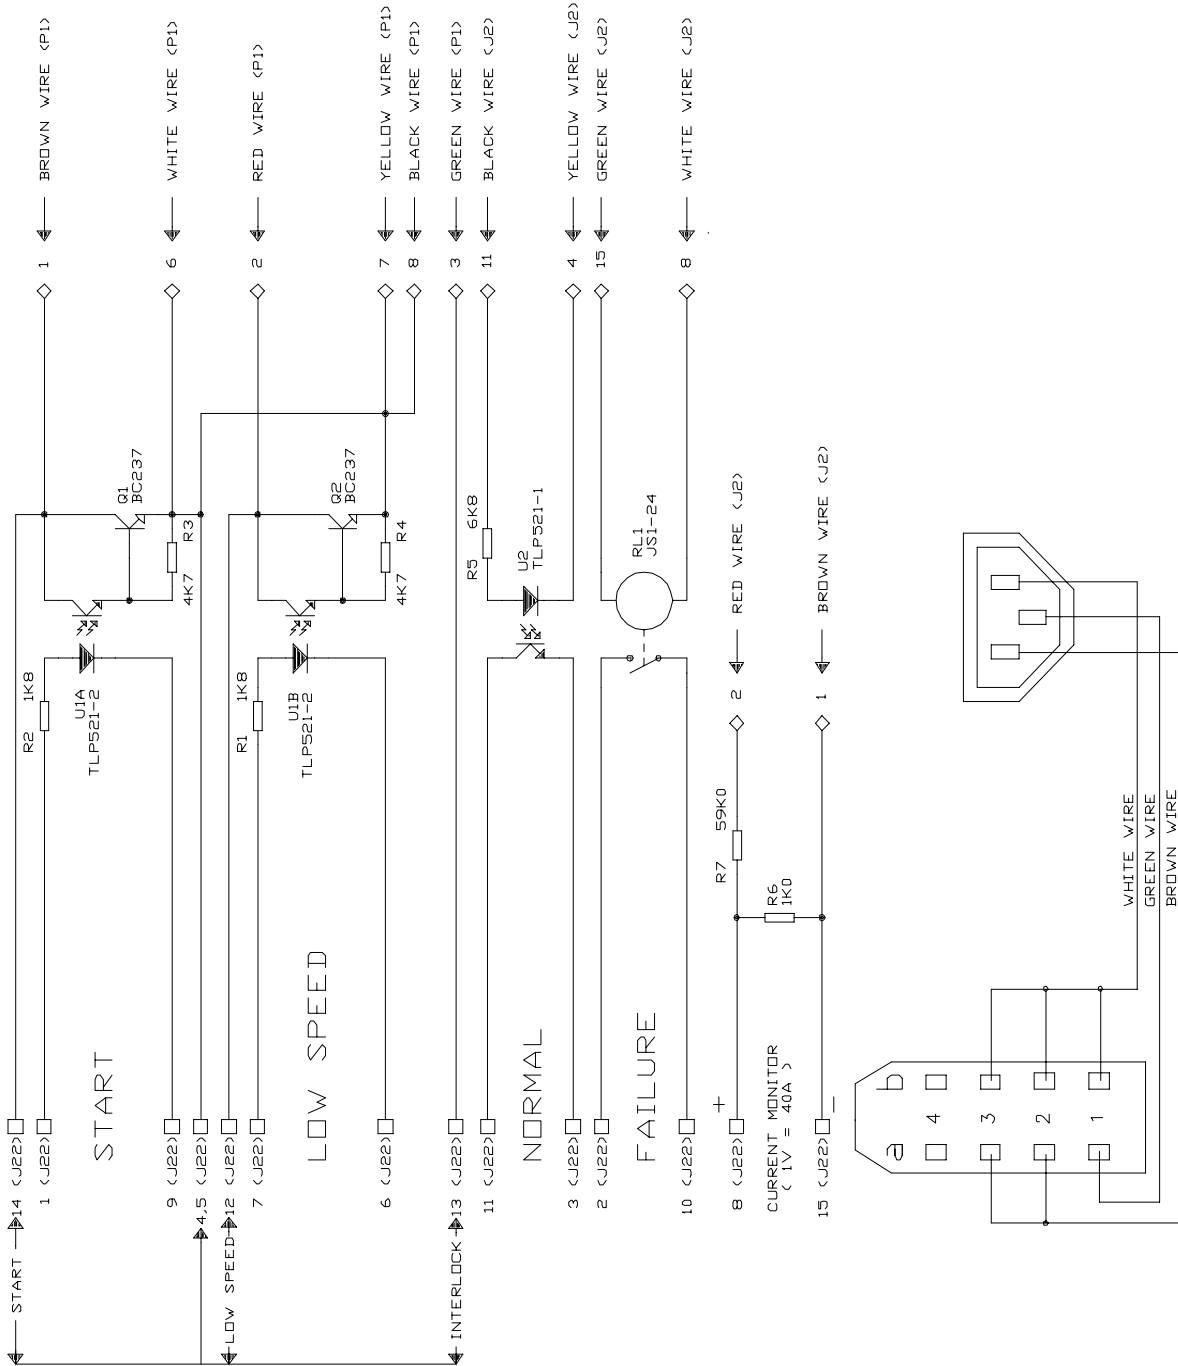 START 14 (J22)
1 (J22)
START
9 (J22)
4,5 (J22)
LOW SPEED 12 (J22)
7 (J22)
LOW SPEED
6 (J22)
INTERLOCK 13 (J22)
11 (J22)
NORMAL
3 (J22)
2 (J22)
FAILURE
10 (J22)
8 (J22)
+
CURRENT MONITOR
( 1V = 40A )
15 (J22)
–
R2 1K8
U1A
TLP521-2
Q1
BC237
R3
4K7
R1 1K8
U1B
TLP521-2
Q2
BC237
R4
4K7
R5 6K8
U2
TLP521-1
RL1
JS1-24
R7 59K0
R6
1K0
1 BROWN WIRE (P1)
6 WHITE WIRE (P1)
2 RED WIRE (P1)
7 YELLOW WIRE (P1)
8 BLACK WIRE (P1)
3 GREEN WIRE (P1)
11 BLACK WIRE (J2)
4 YELLOW WIRE (J2)
15 GREEN WIRE (J2)
8 WHITE WIRE (J2)
2 RED WIRE (J2)
1 BROWN WIRE (J2)
a b
4
3
2
1
WHITE WIRE
GREEN WIRE
BROWN WIRE